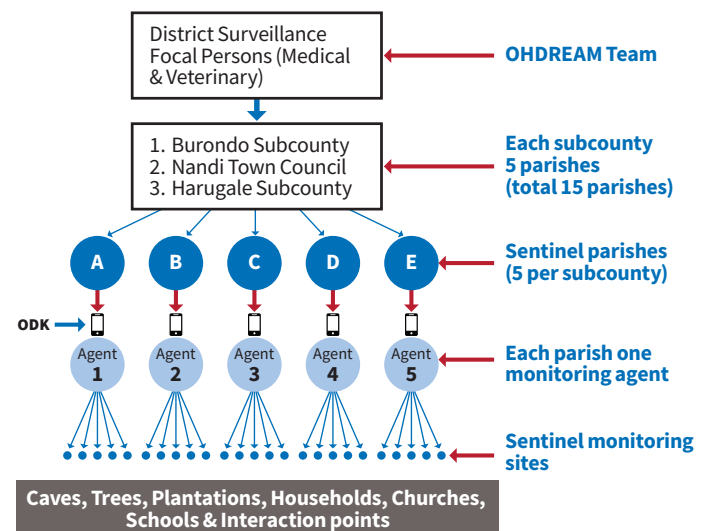 District Surveillance
Focal Persons (Medical
& Veterinary)
OHDREAM Team
1. Burondo Subcounty
2. Nandi Town Council
3. Harugale Subcounty
Each subcounty
5 parishes
(total 15 parishes)
A
B
C
D
E
Sentinel parishes
(5 per subcounty)
ODK
Agent
1
Agent
2
Agent
3
Agent
4
Agent
5
Each parish one
monitoring agent
Sentinel monitoring
sites
Caves, Trees, Plantations, Households, Churches,
Schools & Interaction points